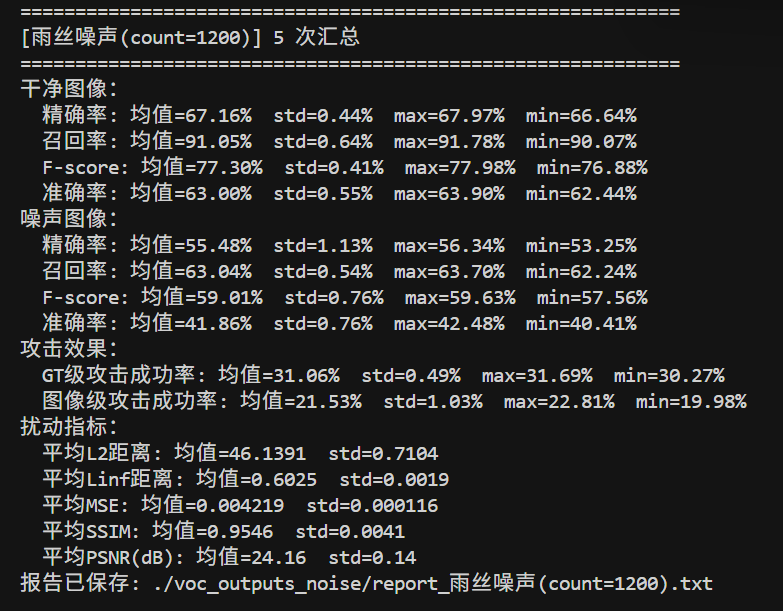 ============================================================
[雨丝噪声(count=1200)] 5 次汇总
============================================================
干净图像:
  精确率: 均值=67.16%  std=0.44%  max=67.97%  min=66.64%
  召回率: 均值=91.05%  std=0.64%  max=91.78%  min=90.07%
  F-score: 均值=77.30%  std=0.41%  max=77.98%  min=76.88%
  准确率: 均值=63.00%  std=0.55%  max=63.90%  min=62.44%
噪声图像:
  精确率: 均值=55.48%  std=1.13%  max=56.34%  min=53.25%
  召回率: 均值=63.04%  std=0.54%  max=63.70%  min=62.24%
  F-score: 均值=59.01%  std=0.76%  max=59.63%  min=57.56%
  准确率: 均值=41.86%  std=0.76%  max=42.48%  min=40.41%
攻击效果:
  GT级攻击成功率: 均值=31.06%  std=0.49%  max=31.69%  min=30.27%
  图像级攻击成功率: 均值=21.53%  std=1.03%  max=22.81%  min=19.98%
扰动指标:
  平均L2距离: 均值=46.1391  std=0.7104
  平均Linf距离: 均值=0.6025  std=0.0019
  平均MSE: 均值=0.004219  std=0.000116
  平均SSIM: 均值=0.9546  std=0.0041
  平均PSNR(dB): 均值=24.16  std=0.14
报告已保存: ./voc_outputs_noise/report_雨丝噪声(count=1200).txt